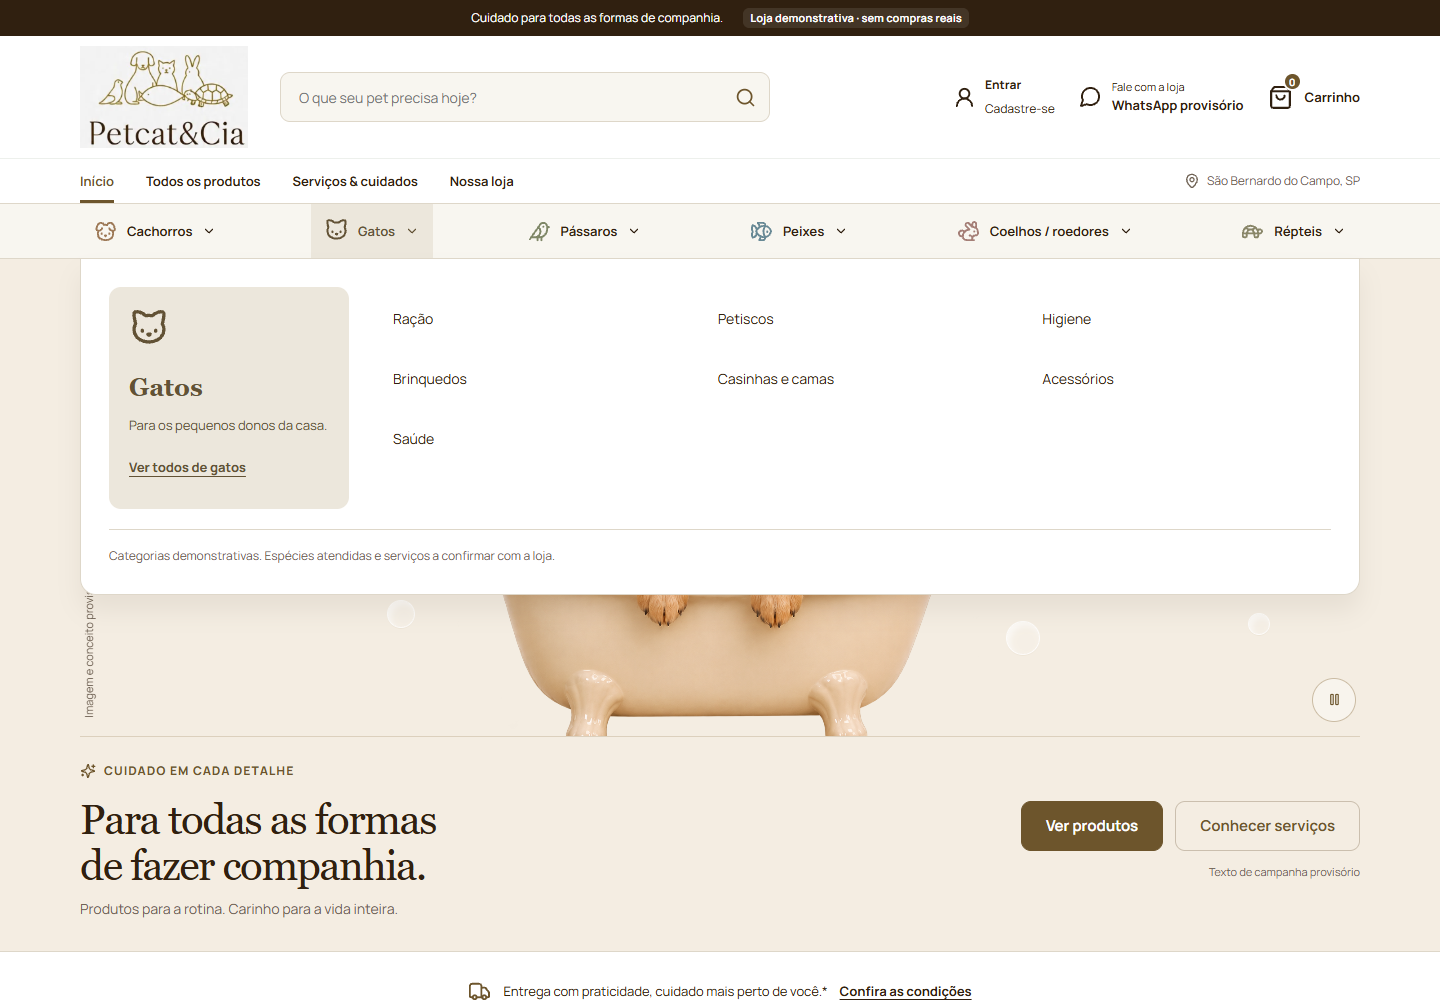 Cuidado para todas as formas de companhia.
Loja demonstrativa · sem compras reais
Petcat&Cia
O que seu pet precisa hoje?
Entrar
Cadastre-se
Fale com a loja
WhatsApp provisório
0
Carrinho
Início
Todos os produtos
Serviços & cuidados
Nossa loja
São Bernardo do Campo, SP
Cachorros
Gatos
Pássaros
Peixes
Coelhos / roedores
Répteis
Gatos
Para os pequenos donos da casa.
Ver todos de gatos
Ração
Petiscos
Higiene
Brinquedos
Casinhas e camas
Acessórios
Saúde
Categorias demonstrativas. Espécies atendidas e serviços a confirmar com a loja.
Imagem e conceito
CUIDADO EM CADA DETALHE
Para todas as formas
de fazer companhia.
Produtos para a rotina. Carinho para a vida inteira.
Ver produtos
Conhecer serviços
Texto de campanha provisório
Entrega com praticidade, cuidado mais perto de você.*
Confira as condições